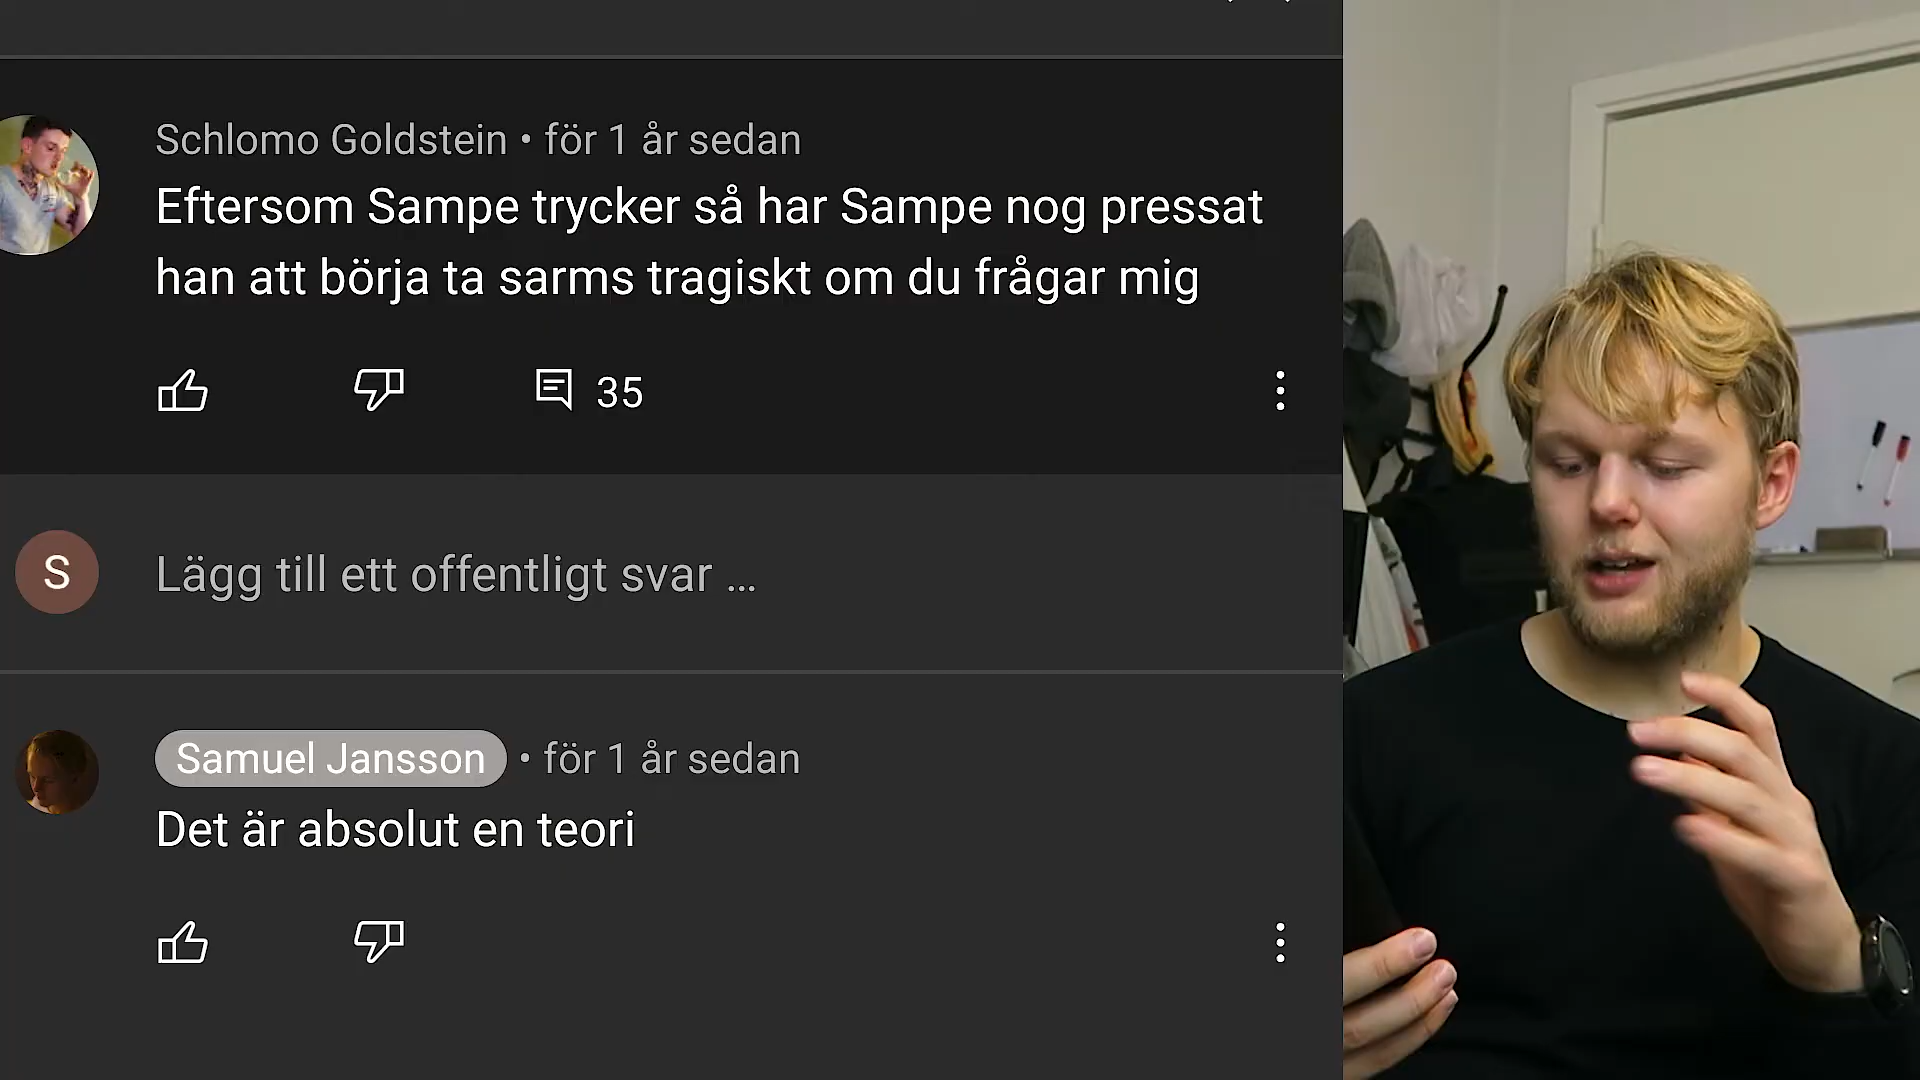 Schlomo Goldstein • för 1 år sedan
Eftersom Sampe trycker så har Sampe nog pressat
han att börja ta sarms tragiskt om du frågar mig
35
S
Lägg till ett offentligt svar ...
Samuel Jansson • för 1 år sedan
Det är absolut en teori